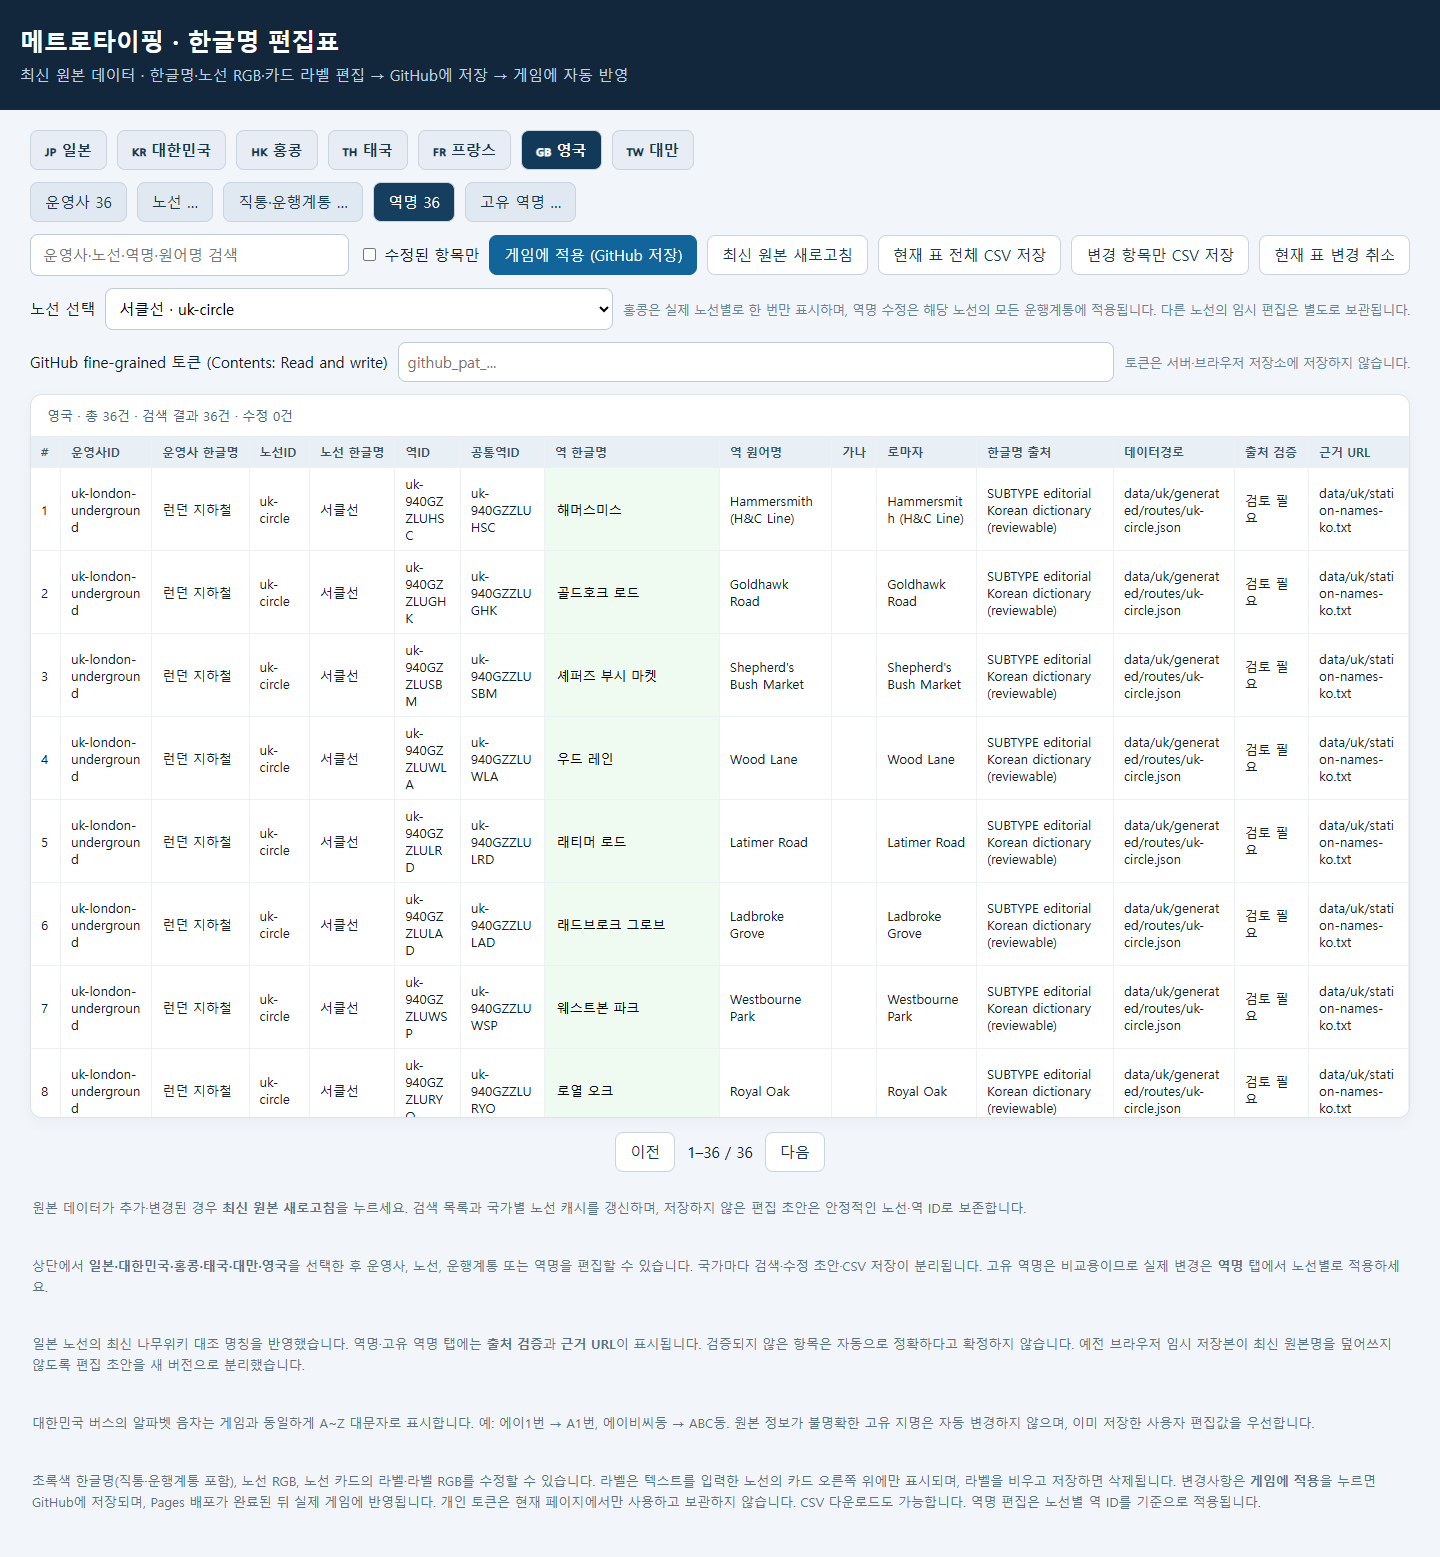 메트로타이핑 · 한글명 편집표
최신 원본 데이터 · 한글명·노선 RGB·카드 라벨 편집 → GitHub에 저장 → 게임에 자동 반영
JP 일본 KR 대한민국 HK 홍콩 TH 태국 FR 프랑스 GB 영국 TW 대만
운영사 36 노선 ... 직통·운행계통 ... 역명 36 고유 역명 ...
운영사·노선·역명·원어명 검색 수정된 항목만 게임에 적용 (GitHub 저장) 최신 원본 새로고침 현재 표 전체 CSV 저장 변경 항목만 CSV 저장 현재 표 변경 취소
노선 선택 서클선 · uk-circle 홍콩은 실제 노선별로 한 번만 표시하며, 역명 수정은 해당 노선의 모든 운행계통에 적용됩니다. 다른 노선의 임시 편집은 별도로 보관됩니다.
GitHub fine-grained 토큰 (Contents: Read and write) github_pat_... 토큰은 서버·브라우저 저장소에 저장하지 않습니다.
영국 · 총 36건 · 검색 결과 36건 · 수정 0건
# 운영사ID 운영사 한글명 노선ID 노선 한글명 역ID 공통역ID 역 한글명 역 원어명 가나 로마자 한글명 출처 데이터경로 출처 검증 근거 URL
1 uk-london-underground 런던 지하철 uk-circle 서클선 uk-940GZZLUHSC uk-940GZZLUHSC 해머스미스 Hammersmith (H&C Line) Hammersmith (H&C Line) SUBTYPE editorial Korean dictionary (reviewable) data/uk/generated/routes/uk-circle.json 검토 필요 data/uk/station-names-ko.txt
2 uk-london-underground 런던 지하철 uk-circle 서클선 uk-940GZZLUGHK uk-940GZZLUGHK 골드호크 로드 Goldhawk Road Goldhawk Road SUBTYPE editorial Korean dictionary (reviewable) data/uk/generated/routes/uk-circle.json 검토 필요 data/uk/station-names-ko.txt
3 uk-london-underground 런던 지하철 uk-circle 서클선 uk-940GZZLUSBM uk-940GZZLUSBM 셰퍼즈 부시 마켓 Shepherd's Bush Market Shepherd's Bush Market SUBTYPE editorial Korean dictionary (reviewable) data/uk/generated/routes/uk-circle.json 검토 필요 data/uk/station-names-ko.txt
4 uk-london-underground 런던 지하철 uk-circle 서클선 uk-940GZZLUWLA uk-940GZZLUWLA 우드 레인 Wood Lane Wood Lane SUBTYPE editorial Korean dictionary (reviewable) data/uk/generated/routes/uk-circle.json 검토 필요 data/uk/station-names-ko.txt
5 uk-london-underground 런던 지하철 uk-circle 서클선 uk-940GZZLULRD uk-940GZZLULRD 래티머 로드 Latimer Road Latimer Road SUBTYPE editorial Korean dictionary (reviewable) data/uk/generated/routes/uk-circle.json 검토 필요 data/uk/station-names-ko.txt
6 uk-london-underground 런던 지하철 uk-circle 서클선 uk-940GZZLULAD uk-940GZZLULAD 래드브로크 그로브 Ladbroke Grove Ladbroke Grove SUBTYPE editorial Korean dictionary (reviewable) data/uk/generated/routes/uk-circle.json 검토 필요 data/uk/station-names-ko.txt
7 uk-london-underground 런던 지하철 uk-circle 서클선 uk-940GZZLUWSP uk-940GZZLUWSP 웨스트본 파크 Westbourne Park Westbourne Park SUBTYPE editorial Korean dictionary (reviewable) data/uk/generated/routes/uk-circle.json 검토 필요 data/uk/station-names-ko.txt
8 uk-london-underground 런던 지하철 uk-circle 서클선 uk-940GZZLURYO uk-940GZZLURYO 로열 오크 Royal Oak Royal Oak SUBTYPE editorial Korean dictionary (reviewable) data/uk/generated/routes/uk-circle.json 검토 필요 data/uk/station-names-ko.txt
이전 1–36 / 36 다음
원본 데이터가 추가·변경된 경우 최신 원본 새로고침을 누르세요. 검색 목록과 국가별 노선 캐시를 갱신하며, 저장하지 않은 편집 초안은 안정적인 노선·역 ID로 보존합니다.
상단에서 일본·대한민국·홍콩·태국·대만·영국을 선택한 후 운영사, 노선, 운행계통 또는 역명을 편집할 수 있습니다. 국가마다 검색·수정 초안·CSV 저장이 분리됩니다. 고유 역명은 비교용이므로 실제 변경은 역명 탭에서 노선별로 적용하세
요.
일본 노선의 최신 나무위키 대조 명칭을 반영했습니다. 역명·고유 역명 탭에는 출처 검증과 근거 URL이 표시됩니다. 검증되지 않은 항목은 자동으로 정확하다고 확정하지 않습니다. 예전 브라우저 임시 저장본이 최신 원본명을 덮어쓰지
않도록 편집 초안을 새 버전으로 분리했습니다.
대한민국 버스의 알파벳 음차는 게임과 동일하게 A~Z 대문자로 표시합니다. 예: 에이1번 → A1번, 에이비씨동 → ABC동. 원본 정보가 불명확한 고유 지명은 자동 변경하지 않으며, 이미 저장한 사용자 편집값을 우선합니다.
초록색 한글명(직통·운행계통 포함), 노선 RGB, 노선 카드의 라벨·라벨 RGB를 수정할 수 있습니다. 라벨은 텍스트를 입력한 노선의 카드 오른쪽 위에만 표시되며, 라벨을 비우고 저장하면 삭제됩니다. 변경사항은 게임에 적용을 누르면
GitHub에 저장되며, Pages 배포가 완료된 뒤 실제 게임에 반영됩니다. 개인 토큰은 현재 페이지에서만 사용하고 보관하지 않습니다. CSV 다운로드도 가능합니다. 역명 편집은 노선별 역 ID를 기준으로 적용됩니다.